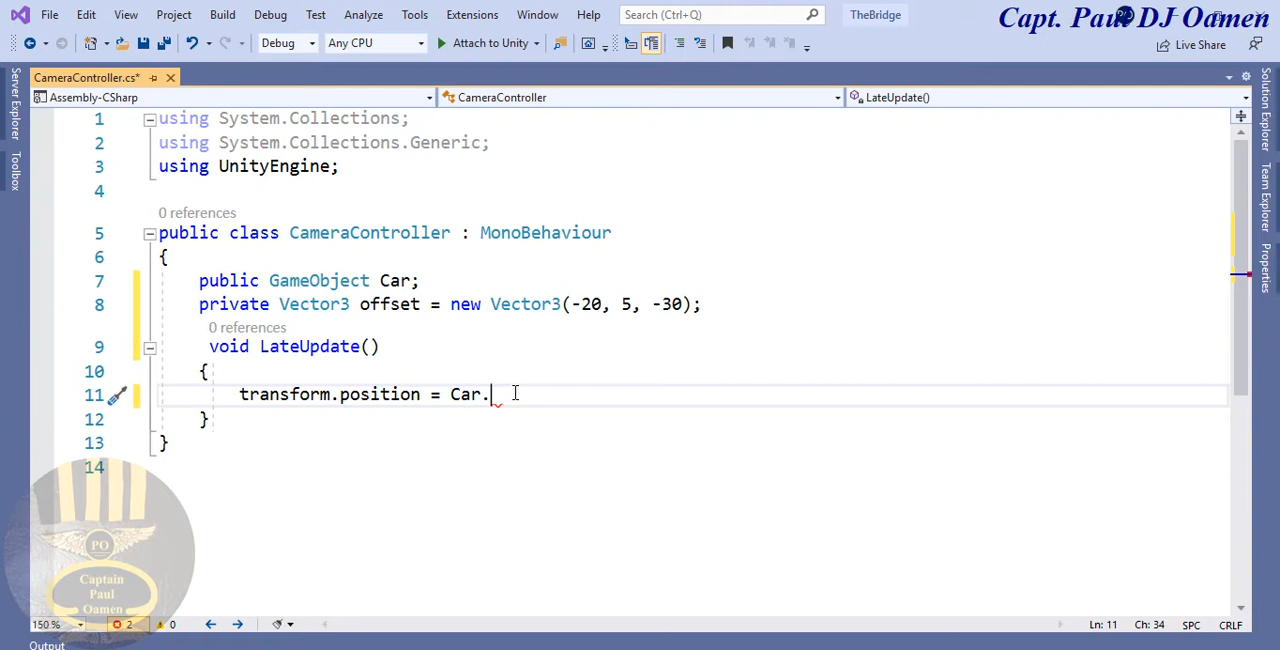 File Edit View Project Build Debug Test Analyze Tools Extensions Window Help Search (Ctrl+Q) TheBridge
Capt. Paul DJ Oamen
Debug Any CPU Attach to Unity Live Share
CameraController.cs*
Assembly-CSharp CameraController LateUpdate()
Server Explorer
Toolbox
Solution Explorer
Team Explorer
Properties
1 using System.Collections;
2 using System.Collections.Generic;
3 using UnityEngine;
4
0 references
5 public class CameraController : MonoBehaviour
6 {
7 public GameObject Car;
8 private Vector3 offset = new Vector3(-20, 5, -30);
0 references
9 void LateUpdate()
10 {
11 transform.position = Car.
12 }
13 }
14
PO
Captain
Paul
Oamen
150 % 2 0 Ln: 11 Ch: 34 SPC CRLF
Output